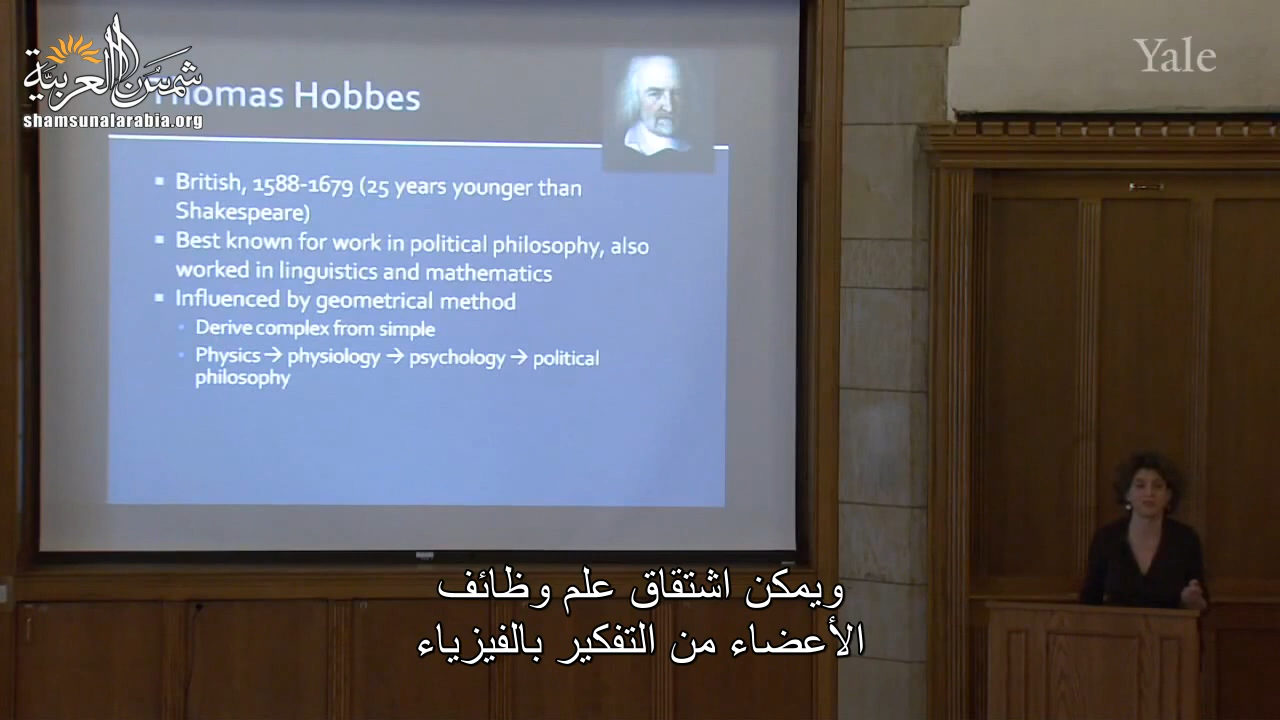 شمس العربية
shamsunalarabia.org
Yale
Thomas Hobbes
▪ British, 1588-1679 (25 years younger than
Shakespeare)
▪ Best known for work in political philosophy, also
worked in linguistics and mathematics
▪ Influenced by geometrical method
• Derive complex from simple
• Physics → physiology → psychology → political
philosophy
ويمكن اشتقاق علم وظائف
الأعضاء من التفكير بالفيزياء